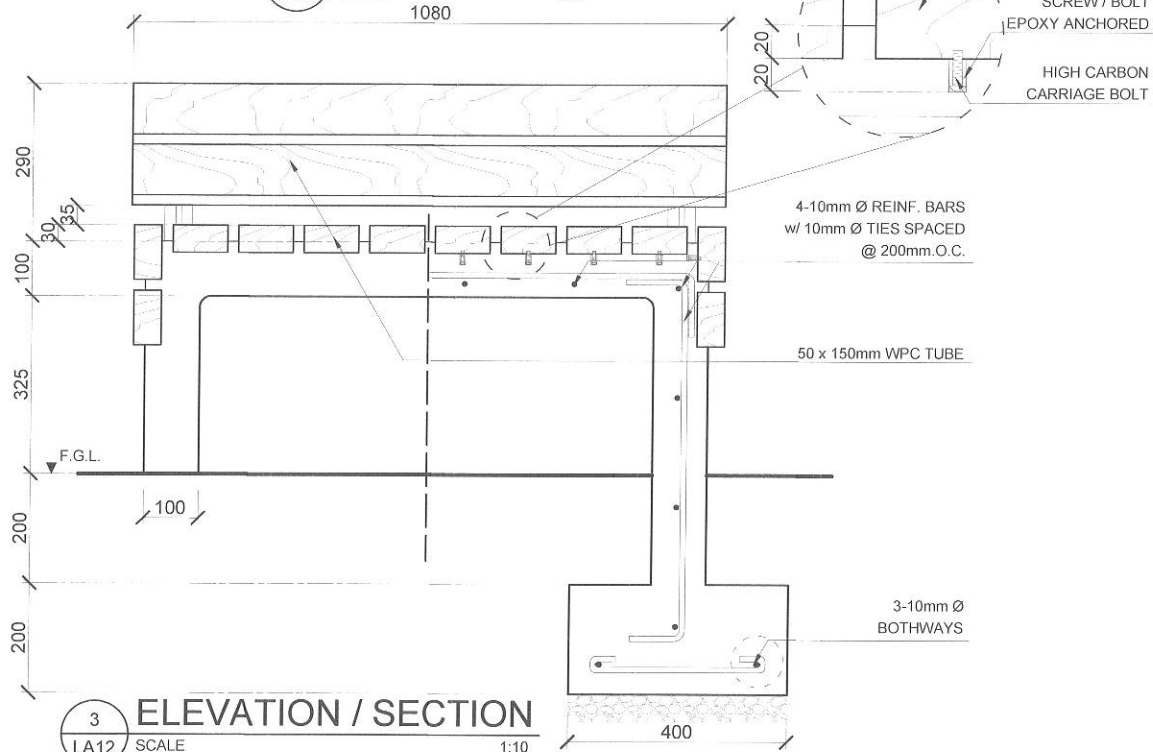 1080
20
20
SCREW / BOLT
EPOXY ANCHORED
HIGH CARBON
CARRIAGE BOLT
290
35
30
100
325
200
200
4-10mm Ø REINF. BARS
w/ 10mm Ø TIES SPACED
@ 200mm.O.C.
50 x 150mm WPC TUBE
F.G.L.
100
3-10mm Ø
BOTHWAYS
400
3
LA12
ELEVATION / SECTION
SCALE
1:10